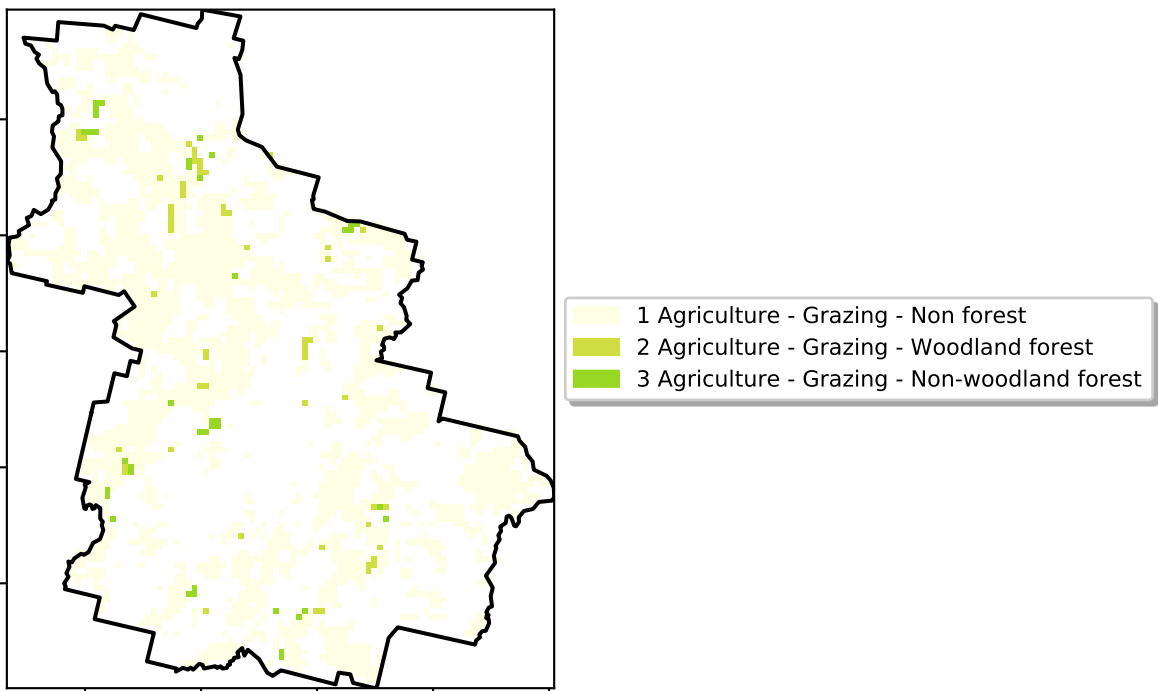 1 Agriculture - Grazing - Non forest
2 Agriculture - Grazing - Woodland forest
3 Agriculture - Grazing - Non-woodland forest